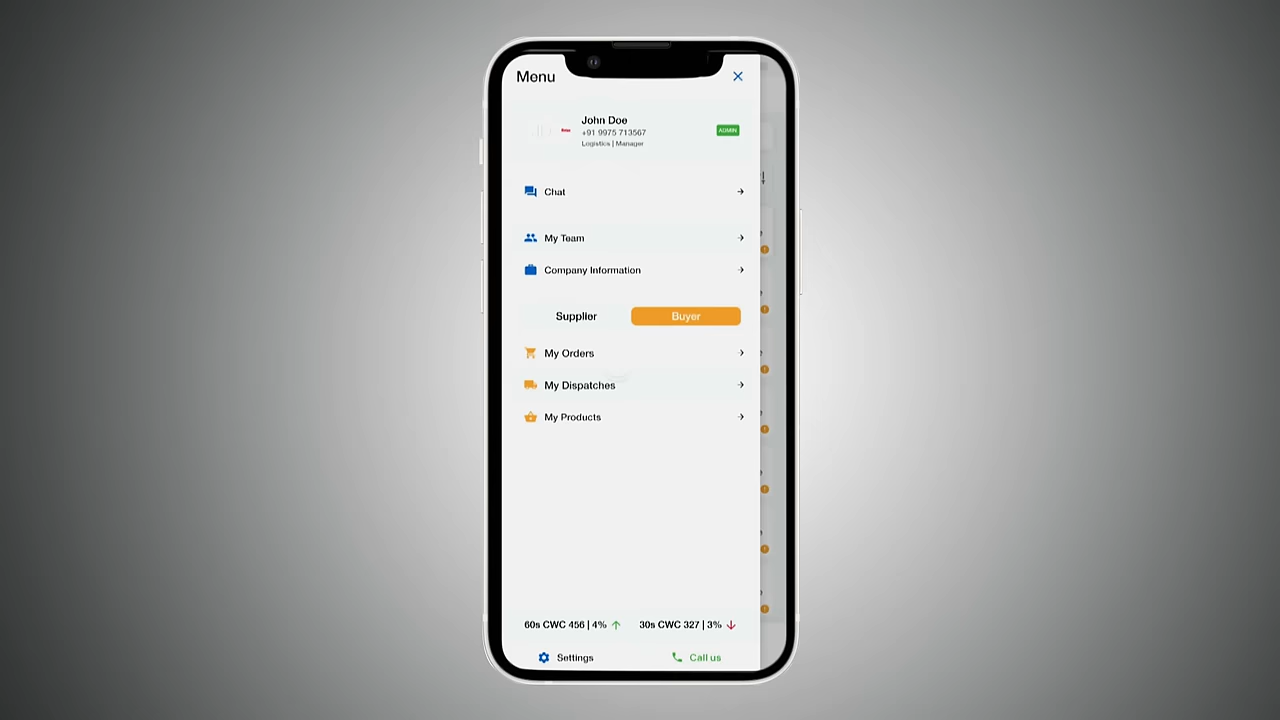 Menu
John Doe
+91 9975 713567
Logistics | Manager
ADMIN
Chat
My Team
Company Information
Supplier
Buyer
My Orders
My Dispatches
My Products
60s CWC 456 | 4%
30s CWC 327 | 3%
Settings
Call us